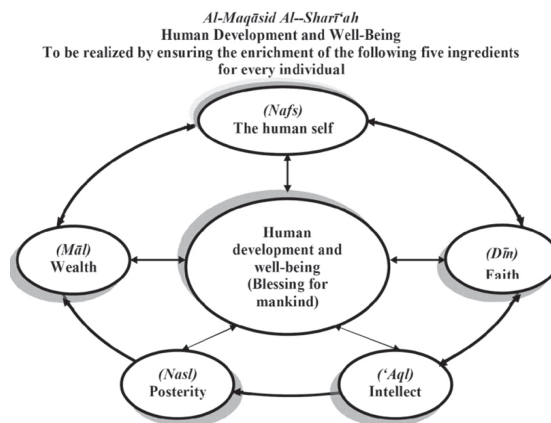 Al-Maqāsid Al--Sharī‘ah
Human Development and Well-Being
To be realized by ensuring the enrichment of the following five ingredients
for every individual
(Nafs)
The human self
(Māl)
Wealth
Human
development and
well-being
(Blessing for
mankind)
(Dīn)
Faith
(Nasl)
Posterity
(‘Aql)
Intellect